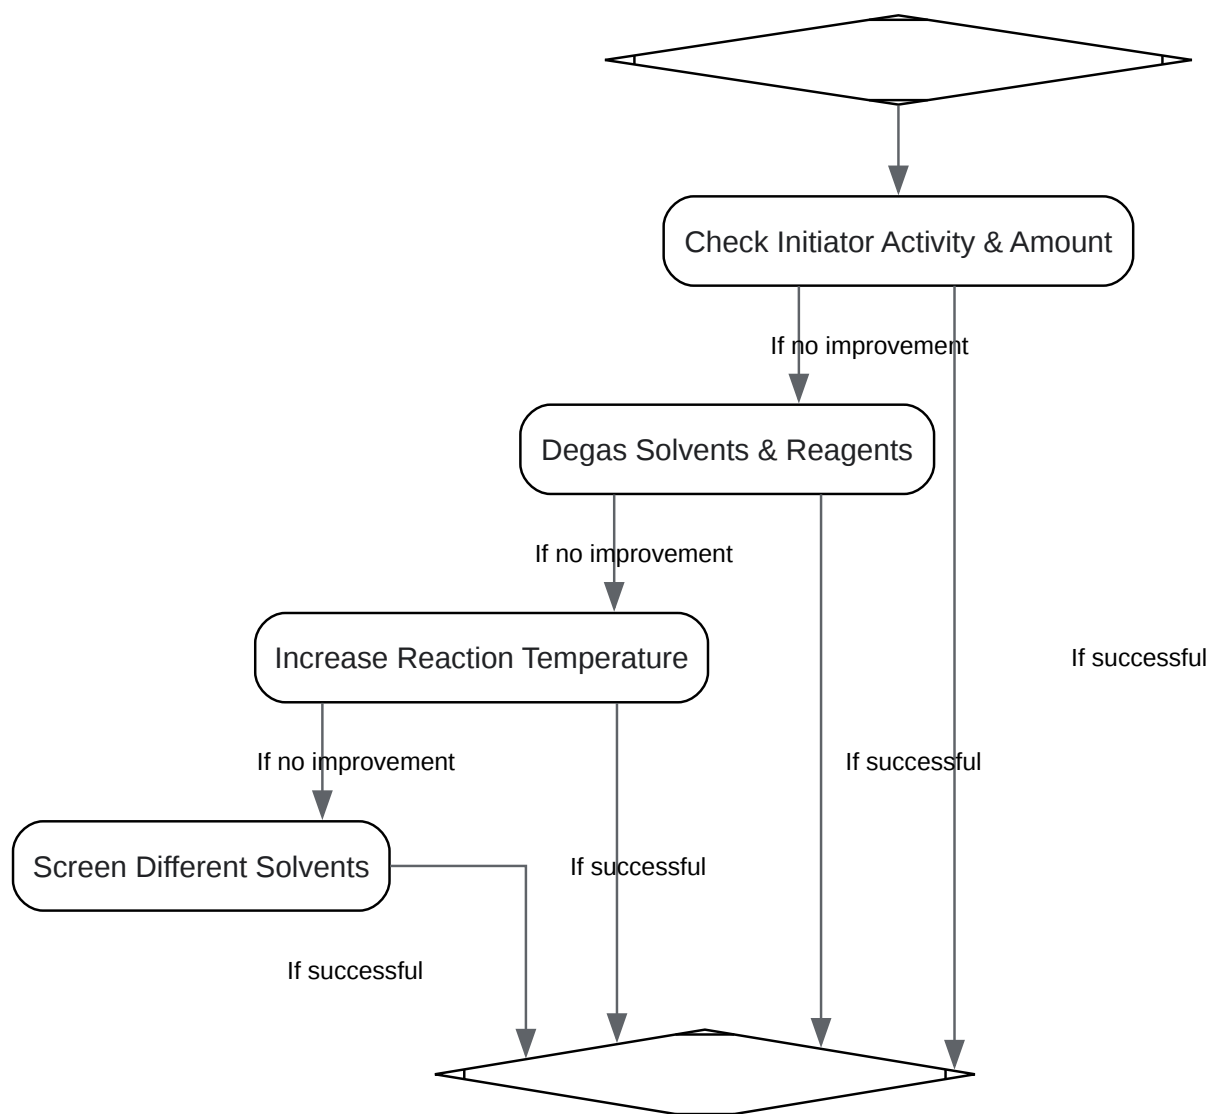 Check Initiator Activity & Amount
If no improvement
Degas Solvents & Reagents
If no improvement
Increase Reaction Temperature
If successful
If no improvement
If successful
Screen Different Solvents
If successful
If successful